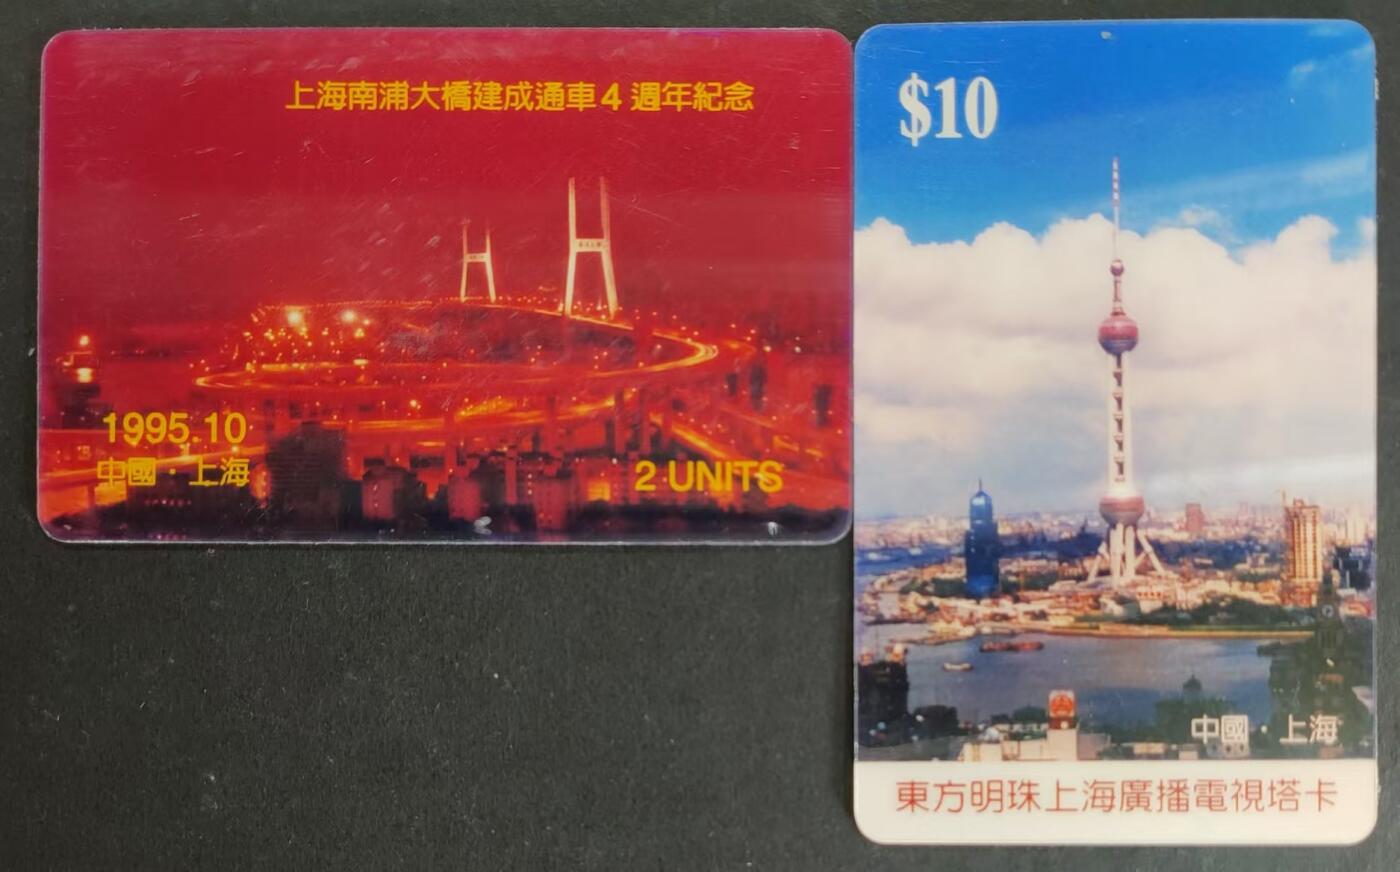 上海南浦大橋建成通車4週年紀念
1995.10
中國·上海
2 UNITS
$10
中國·上海
東方明珠上海廣播電視塔卡